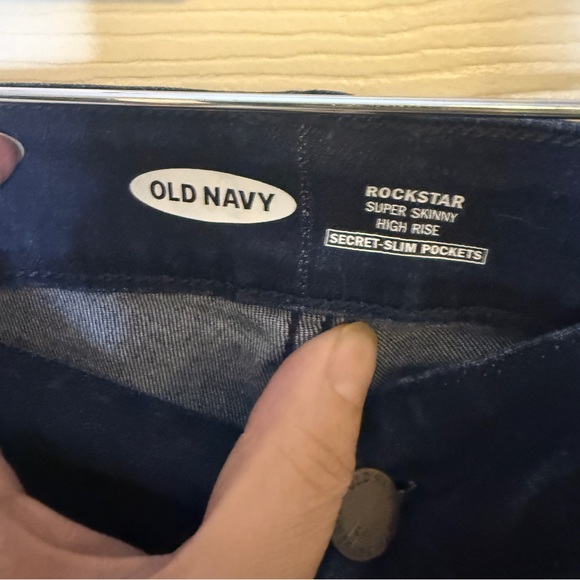 OLD NAVY
ROCKSTAR
SUPER SKINNY
HIGH RISE
SECRET-SLIM POCKETS